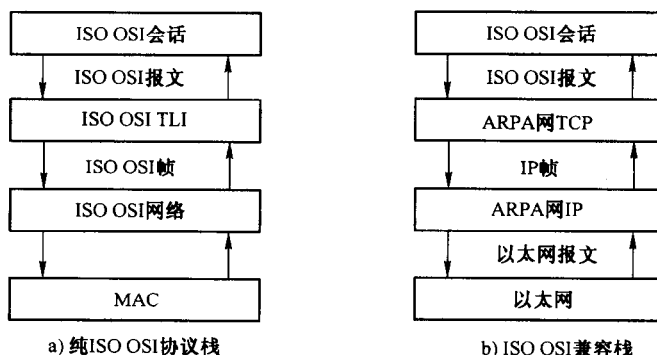 ISO OSI会话
ISO OSI报文
ISO OSI TLI
ISO OSI帧
ISO OSI网络
MAC
a) 纯ISO OSI协议栈
ISO OSI会话
ISO OSI报文
ARPA网TCP
IP帧
ARPA网IP
以太网报文
以太网
b) ISO OSI兼容栈